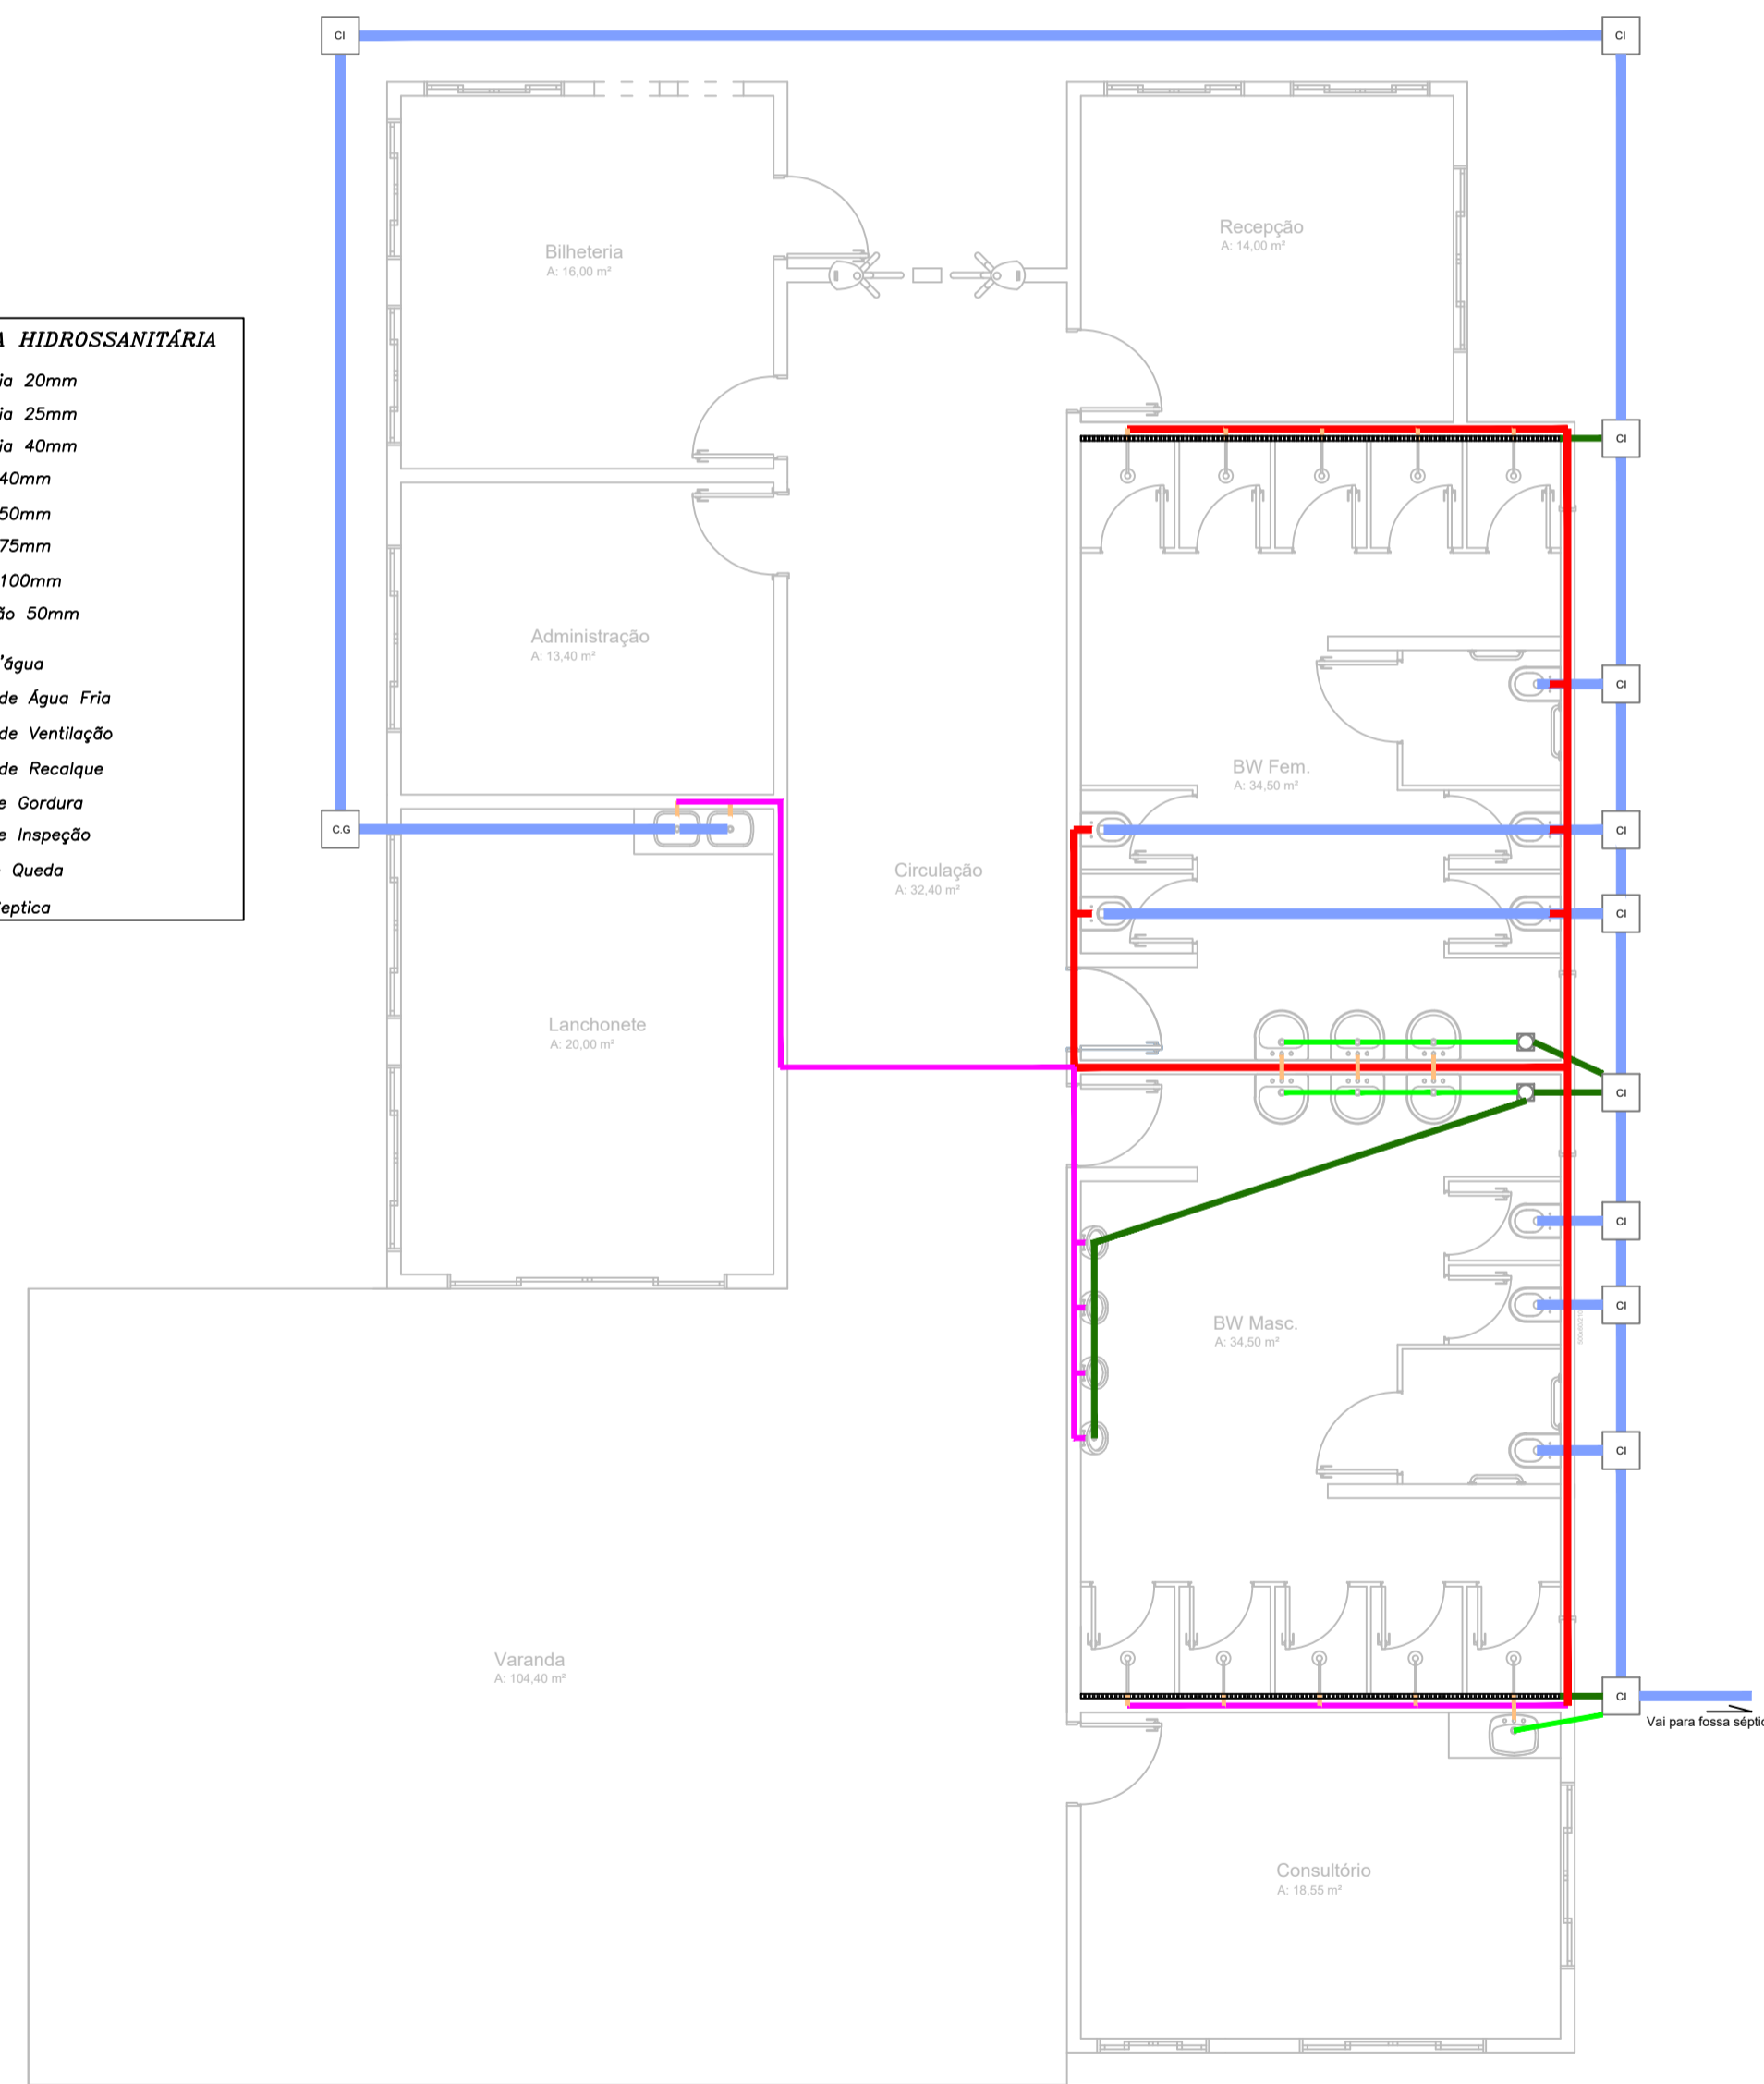 CI
CI
Bilheteria
A: 16,00 m²
Recepção
A: 14,00 m²
A HIDROSSANITÁRIA
ia 20mm
ia 25mm
ia 40mm
40mm
50mm
75mm
100mm
ão 50mm
'água
de Água Fria
de Ventilação
de Recalque
e Gordura
e Inspeção
Queda
eptica
CI
Administração
A: 13,40 m²
CI
BW Fem.
A: 34,50 m²
C.G
CI
Circulação
A: 32,40 m²
CI
Lanchonete
A: 20,00 m²
CI
CI
CI
BW Masc.
A: 34,50 m²
CI
Varanda
A: 104,40 m²
CI
Vai para fossa séptic
Consultório
A: 18,55 m²